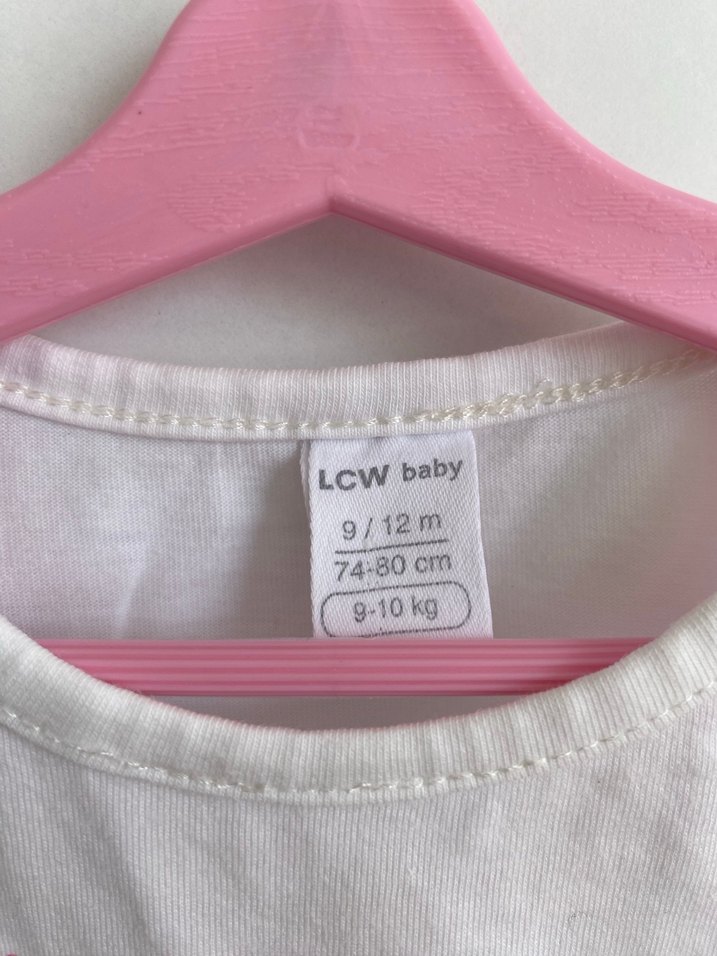 LCW baby
9 / 12 m
74-80 cm
9-10 kg